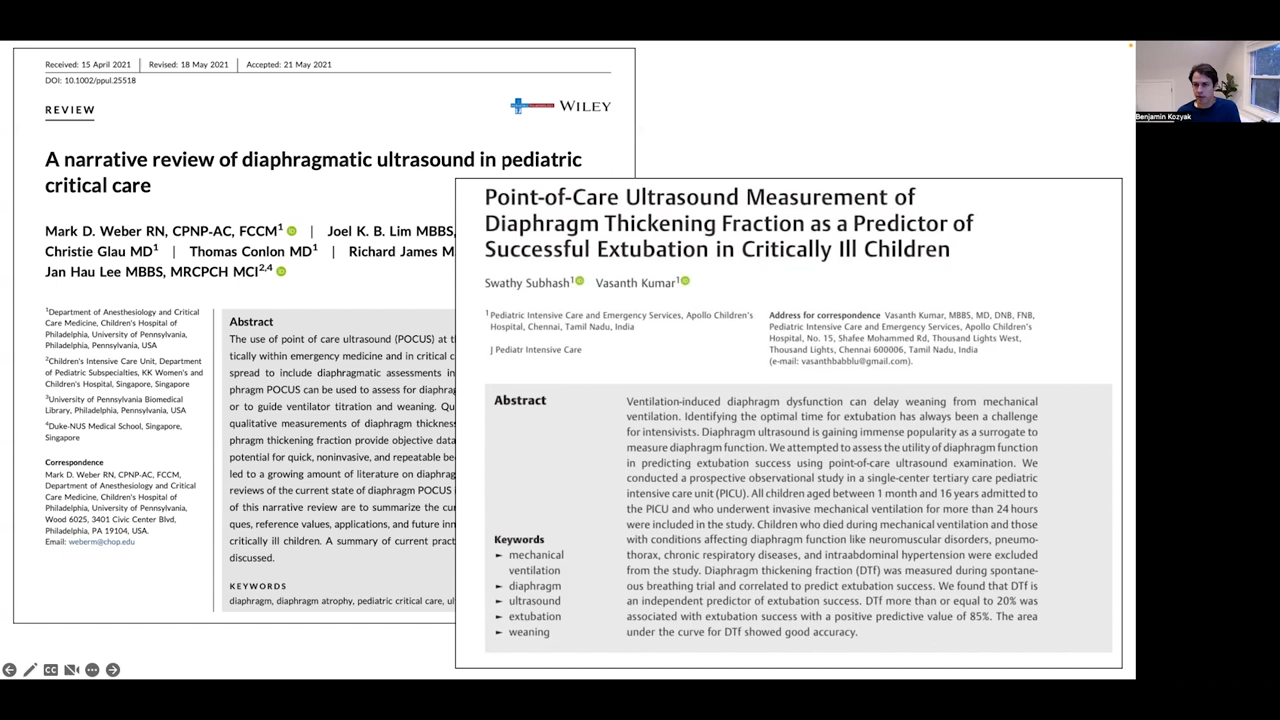 Received: 15 April 2021 | Revised: 18 May 2021 | Accepted: 21 May 2021
DOI: 10.1002/ppul.25518
REVIEW
WILEY
A narrative review of diaphragmatic ultrasound in pediatric
critical care
Mark D. Weber RN, CPNP-AC, FCCM1 | Joel K. B. Lim MBBS,
Christie Glau MD1 | Thomas Conlon MD1 | Richard James M
Jan Hau Lee MBBS, MRCPCH MCI2,4
1Department of Anesthesiology and Critical
Care Medicine, Children's Hospital of
Philadelphia, University of Pennsylvania,
Philadelphia, Pennsylvania, USA
2Children's Intensive Care Unit, Department
of Pediatric Subspecialties, KK Women's and
Children's Hospital, Singapore, Singapore
3University of Pennsylvania Biomedical
Library, Philadelphia, Pennsylvania, USA
4Duke-NUS Medical School, Singapore,
Singapore
Correspondence
Mark D. Weber RN, CPNP-AC, FCCM,
Department of Anesthesiology and Critical
Care Medicine, Children's Hospital of
Philadelphia, University of Pennsylvania,
Wood 6025, 3401 Civic Center Blvd,
Philadelphia, PA 19104, USA.
Email: weberm@chop.edu
Abstract
The use of point of care ultrasound (POCUS) at t
tically within emergency medicine and in critical c
spread to include diaphragmatic assessments in
phragm POCUS can be used to assess for diaphrag
or to guide ventilator titration and weaning. Qu
qualitative measurements of diaphragm thickness
phragm thickening fraction provide objective data
potential for quick, noninvasive, and repeatable be
led to a growing amount of literature on diaphrag
reviews of the current state of diaphragm POCUS
of this narrative review are to summarize the cur
ques, reference values, applications, and future inn
critically ill children. A summary of current pract
discussed.
KEYWORDS
diaphragm, diaphragm atrophy, pediatric critical care, ul
Point-of-Care Ultrasound Measurement of
Diaphragm Thickening Fraction as a Predictor of
Successful Extubation in Critically Ill Children
Swathy Subhash1 Vasanth Kumar1
1 Pediatric Intensive Care and Emergency Services, Apollo Children's
Hospital, Chennai, Tamil Nadu, India
J Pediatr Intensive Care
Address for correspondence Vasanth Kumar, MBBS, MD, DNB, FNB,
Pediatric Intensive Care and Emergency Services, Apollo Children's
Hospital, No. 15, Shafee Mohammed Rd, Thousand Lights West,
Thousand Lights, Chennai 600006, Tamil Nadu, India
(e-mail: vasanthbabblu@gmail.com).
Abstract
Keywords
► mechanical
ventilation
► diaphragm
► ultrasound
► extubation
► weaning
Ventilation-induced diaphragm dysfunction can delay weaning from mechanical
ventilation. Identifying the optimal time for extubation has always been a challenge
for intensivists. Diaphragm ultrasound is gaining immense popularity as a surrogate to
measure diaphragm function. We attempted to assess the utility of diaphragm function
in predicting extubation success using point-of-care ultrasound examination. We
conducted a prospective observational study in a single-center tertiary care pediatric
intensive care unit (PICU). All children aged between 1 month and 16 years admitted to
the PICU and who underwent invasive mechanical ventilation for more than 24 hours
were included in the study. Children who died during mechanical ventilation and those
with conditions affecting diaphragm function like neuromuscular disorders, pneumo-
thorax, chronic respiratory diseases, and intraabdominal hypertension were excluded
from the study. Diaphragm thickening fraction (DTf) was measured during spontane-
ous breathing trial and correlated to predict extubation success. We found that DTf is
an independent predictor of extubation success. DTf more than or equal to 20% was
associated with extubation success with a positive predictive value of 85%. The area
under the curve for DTf showed good accuracy.
Benjamin Kozyak
CC